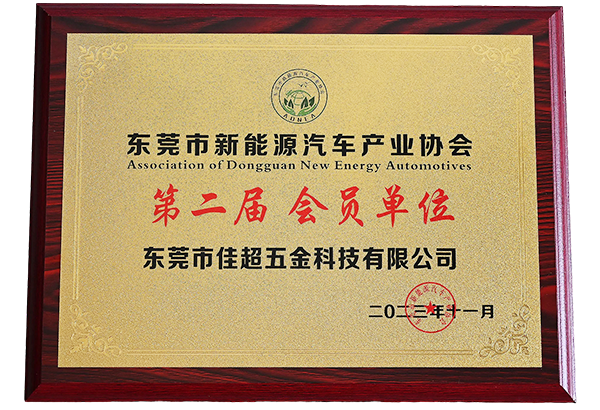 东莞市新能源汽车产业协会
Association of Dongguan New Energy Automotives
第二届 会员单位
东莞市佳超五金科技有限公司
二〇二三年十一月